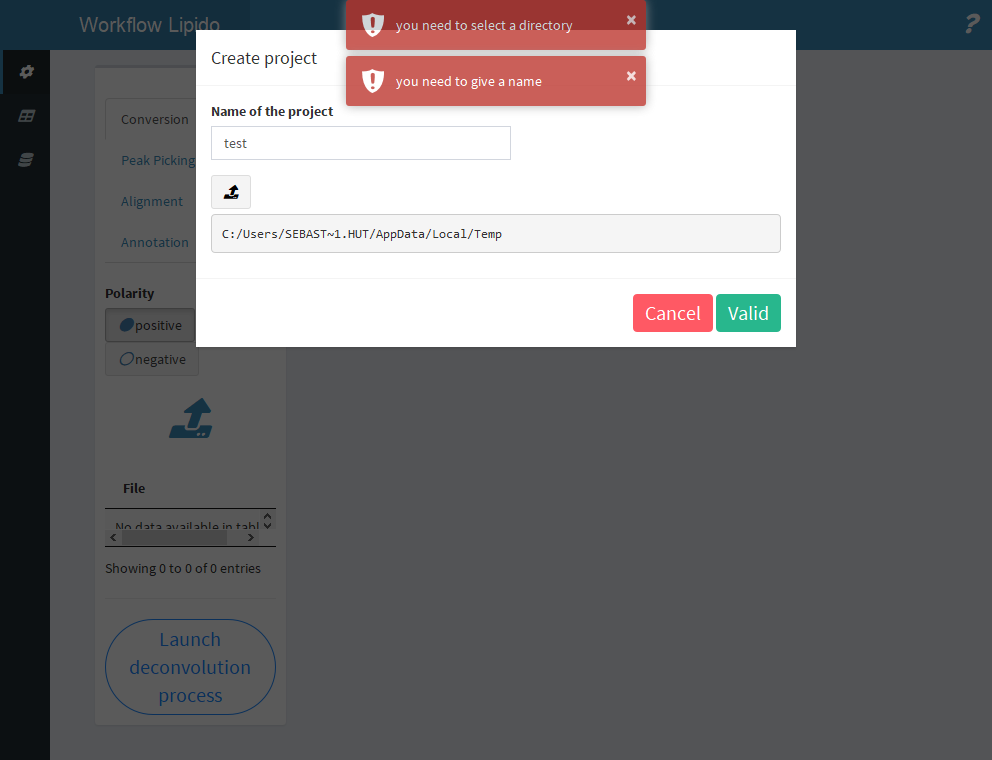 Workflow Lipido
you need to select a directory
×
?
Create project
you need to give a name
×
Name of the project
test
C:/Users/SEBAST~1.HUT/AppData/Local/Temp
Cancel
Valid
Conversion
Peak Picking
Alignment
Annotation
Polarity
positive
negative
File
No data available in tabl
Showing 0 to 0 of 0 entries
Launch
deconvolution
process